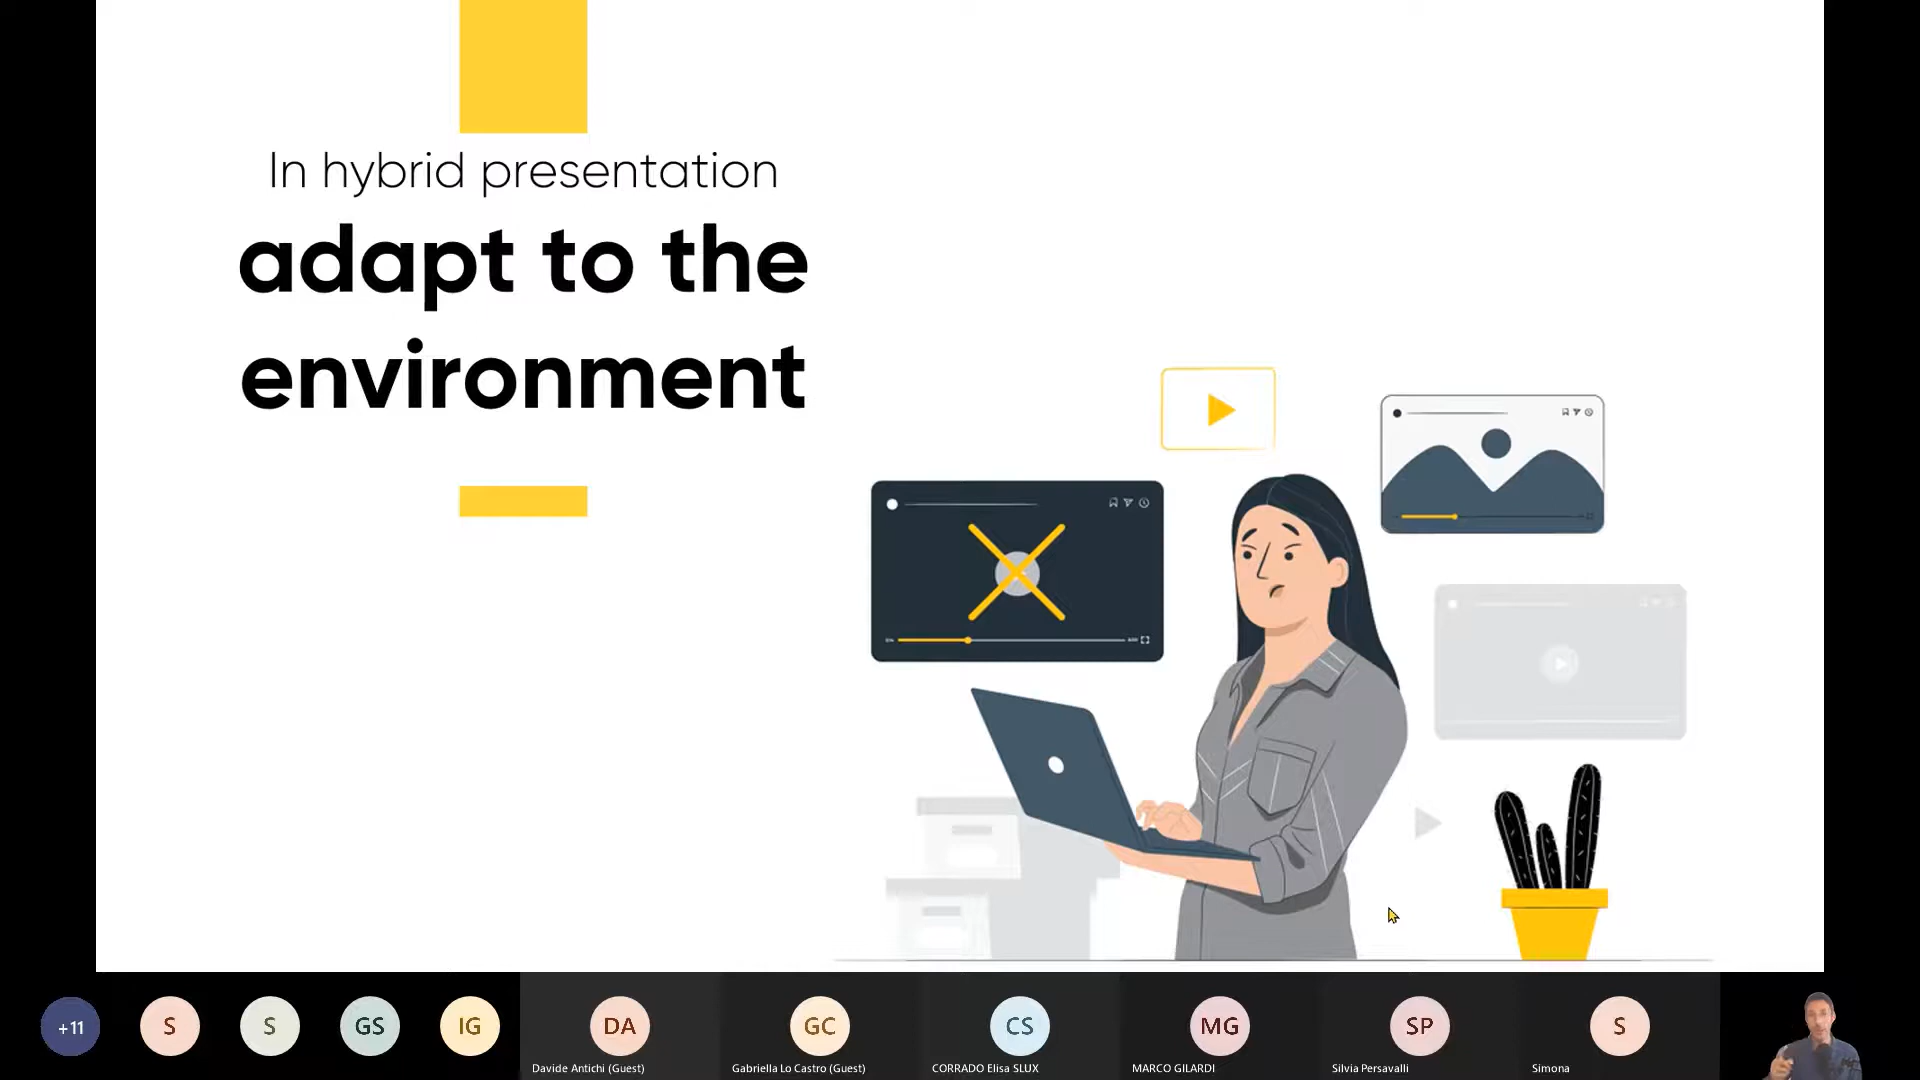 In hybrid presentation
adapt to the
environment
+11
S
S
GS
IG
DA
GC
CS
MG
SP
S
Davide Antichi (Guest)
Gabriella Lo Castro (Guest)
CORRADO Elisa SLUX
MARCO GILARDI
Silvia Persavalli
Simona